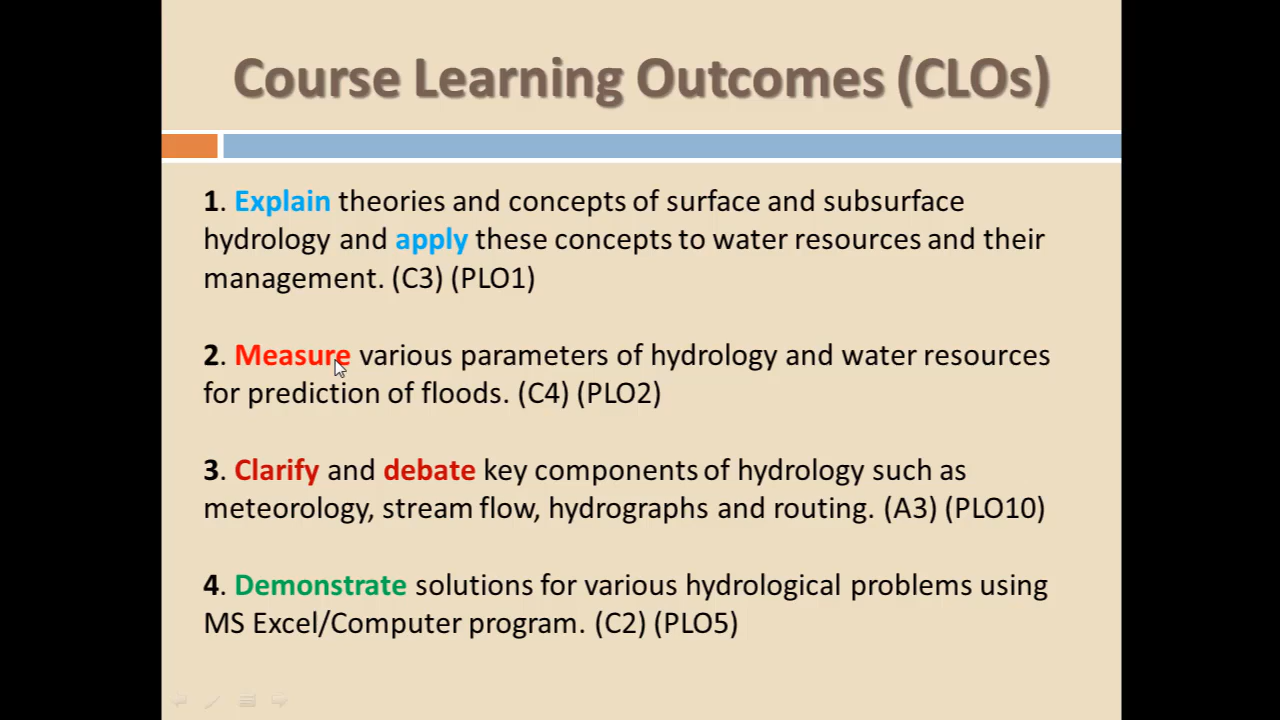 Course Learning Outcomes (CLOs)
1. Explain theories and concepts of surface and subsurface
hydrology and apply these concepts to water resources and their
management. (C3) (PLO1)
2. Measure various parameters of hydrology and water resources
for prediction of floods. (C4) (PLO2)
3. Clarify and debate key components of hydrology such as
meteorology, stream flow, hydrographs and routing. (A3) (PLO10)
4. Demonstrate solutions for various hydrological problems using
MS Excel/Computer program. (C2) (PLO5)